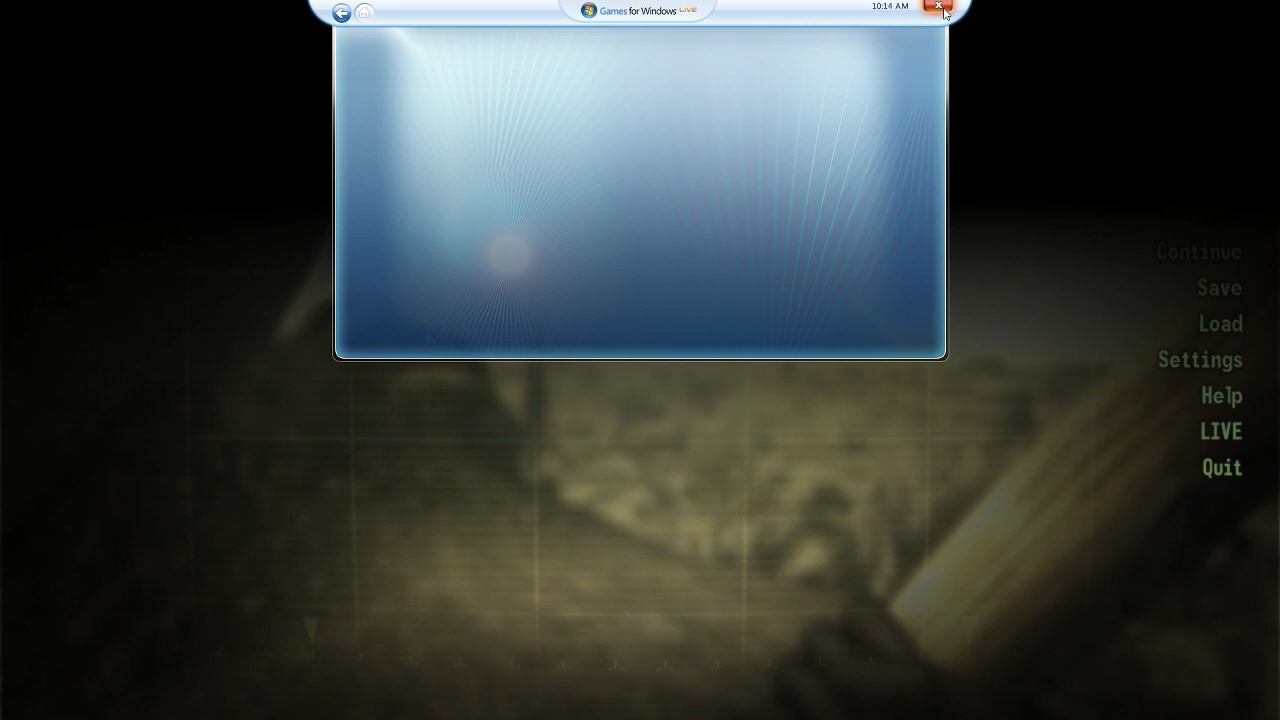 Games for Windows LIVE
10:14 AM
Continue
Save
Load
Settings
Help
LIVE
Quit